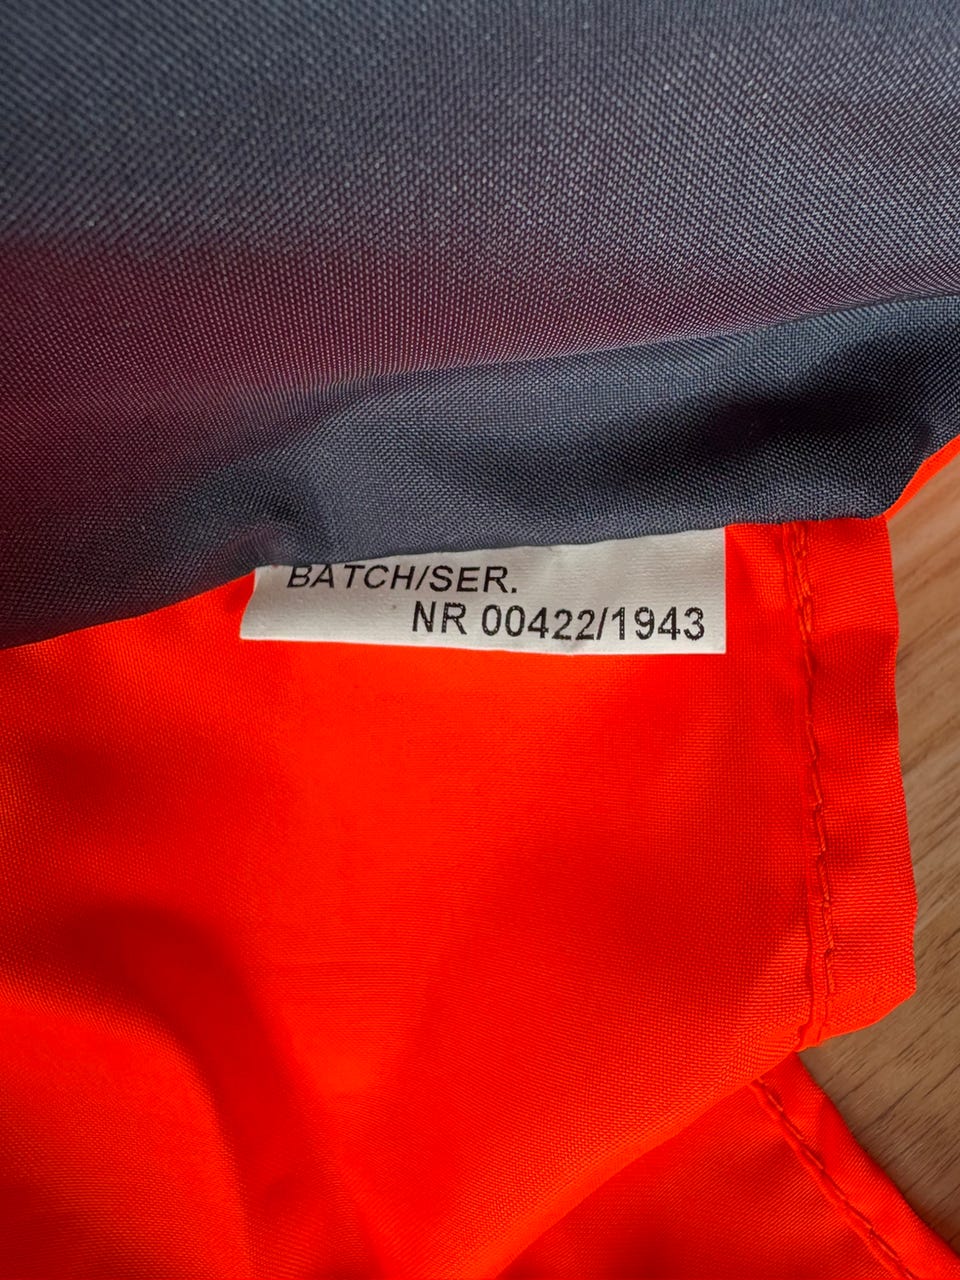 BATCH/SER.
NR 00422/1943